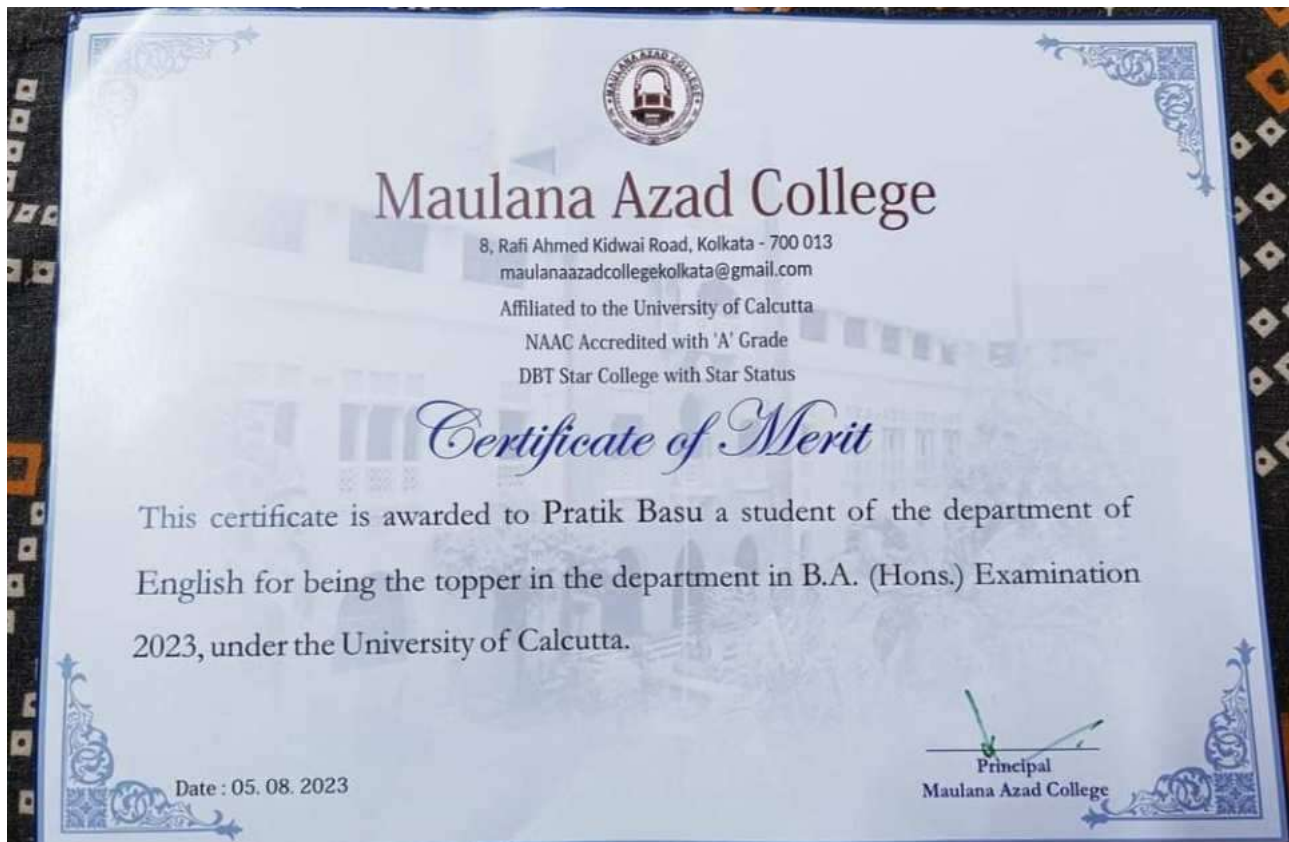 MAULANA AZAD COLLEGE
Maulana Azad College
8, Rafi Ahmed Kidwai Road, Kolkata - 700 013
maulanaazadcollegekolkata@gmail.com
Affiliated to the University of Calcutta
NAAC Accredited with 'A' Grade
DBT Star College with Star Status
Certificate of Merit
This certificate is awarded to Pratik Basu a student of the department of
English for being the topper in the department in B.A. (Hons.) Examination
2023, under the University of Calcutta.
Date : 05. 08. 2023
Principal
Maulana Azad College